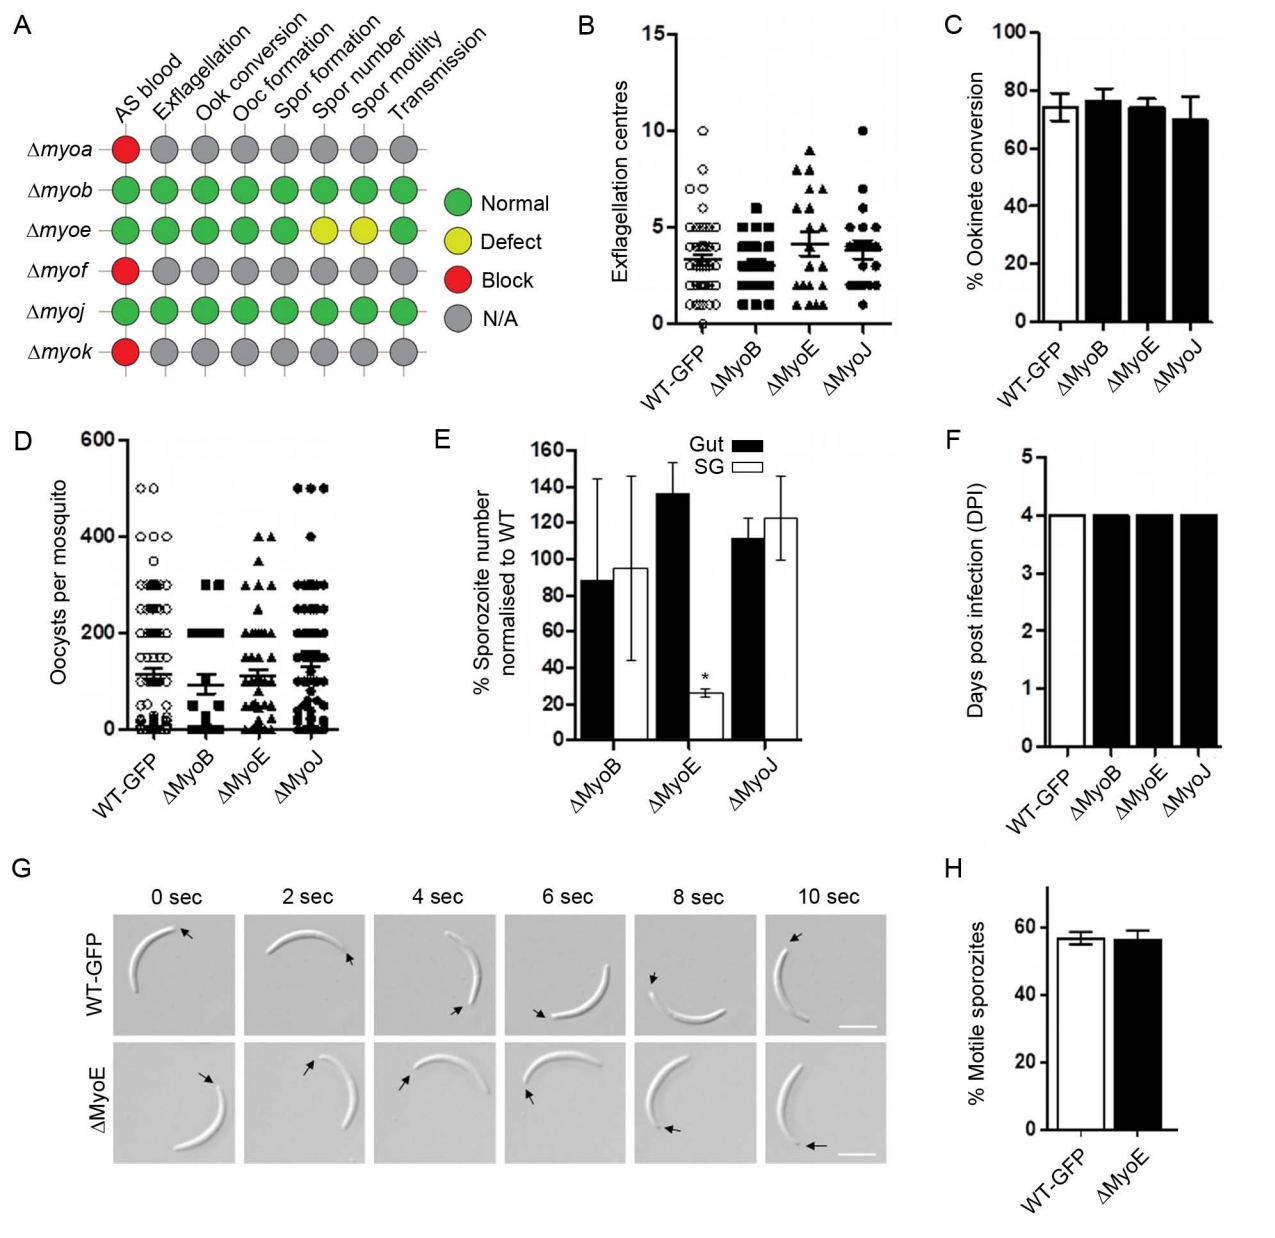 A
AS blood
Exflagellation
Ook conversion
Ooc formation
Spor formation
Spor number
Spor motility
Transmission
Δmyoa
Δmyob
Δmyoe
Δmyof
Δmyoj
Δmyok
Normal
Defect
Block
N/A
B
Exflagellation centres
15
10
5
0
WT-GFP
ΔMyoB
ΔMyoE
ΔMyoJ
C
% Ookinete conversion
100
80
60
40
20
0
WT-GFP
ΔMyoB
ΔMyoE
ΔMyoJ
D
Oocysts per mosquito
600
400
200
0
WT-GFP
ΔMyoB
ΔMyoE
ΔMyoJ
E
% Sporozoite number
normalised to WT
160
140
120
100
80
60
40
20
0
Gut
SG
*
ΔMyoB
ΔMyoE
ΔMyoJ
F
Days post infection (DPI)
5
4
3
2
1
0
WT-GFP
ΔMyoB
ΔMyoE
ΔMyoJ
G
0 sec
2 sec
4 sec
6 sec
8 sec
10 sec
WT-GFP
ΔMyoE
H
% Motile sporozites
60
40
20
0
WT-GFP
ΔMyoE